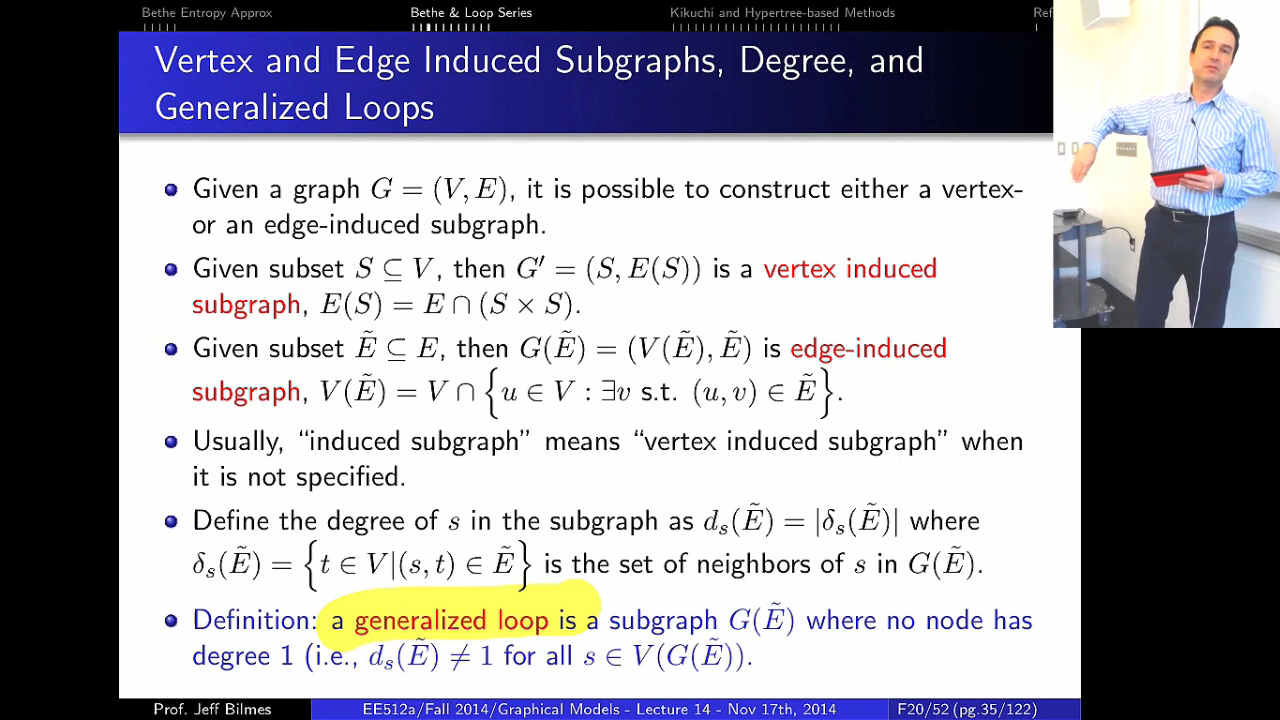 Bethe Entropy Approx Bethe & Loop Series Kikuchi and Hypertree-based Methods Ref
Vertex and Edge Induced Subgraphs, Degree, and
Generalized Loops
Given a graph G = (V, E), it is possible to construct either a vertex-
or an edge-induced subgraph.
Given subset S ⊆ V, then G′ = (S, E(S)) is a vertex induced
subgraph, E(S) = E ∩ (S × S).
Given subset Ẽ ⊆ E, then G(Ẽ) = (V(Ẽ), Ẽ) is edge-induced
subgraph, V(Ẽ) = V ∩ {u ∈ V : ∃v s.t. (u, v) ∈ Ẽ}.
Usually, “induced subgraph” means “vertex induced subgraph” when
it is not specified.
Define the degree of s in the subgraph as dₛ(Ẽ) = |δₛ(Ẽ)| where
δₛ(Ẽ) = {t ∈ V|(s, t) ∈ Ẽ} is the set of neighbors of s in G(Ẽ).
Definition: a generalized loop is a subgraph G(Ẽ) where no node has
degree 1 (i.e., dₛ(Ẽ) ≠ 1 for all s ∈ V(G(Ẽ)).
Prof. Jeff Bilmes EE512a/Fall 2014/Graphical Models - Lecture 14 - Nov 17th, 2014 F20/52 (pg.35/122)